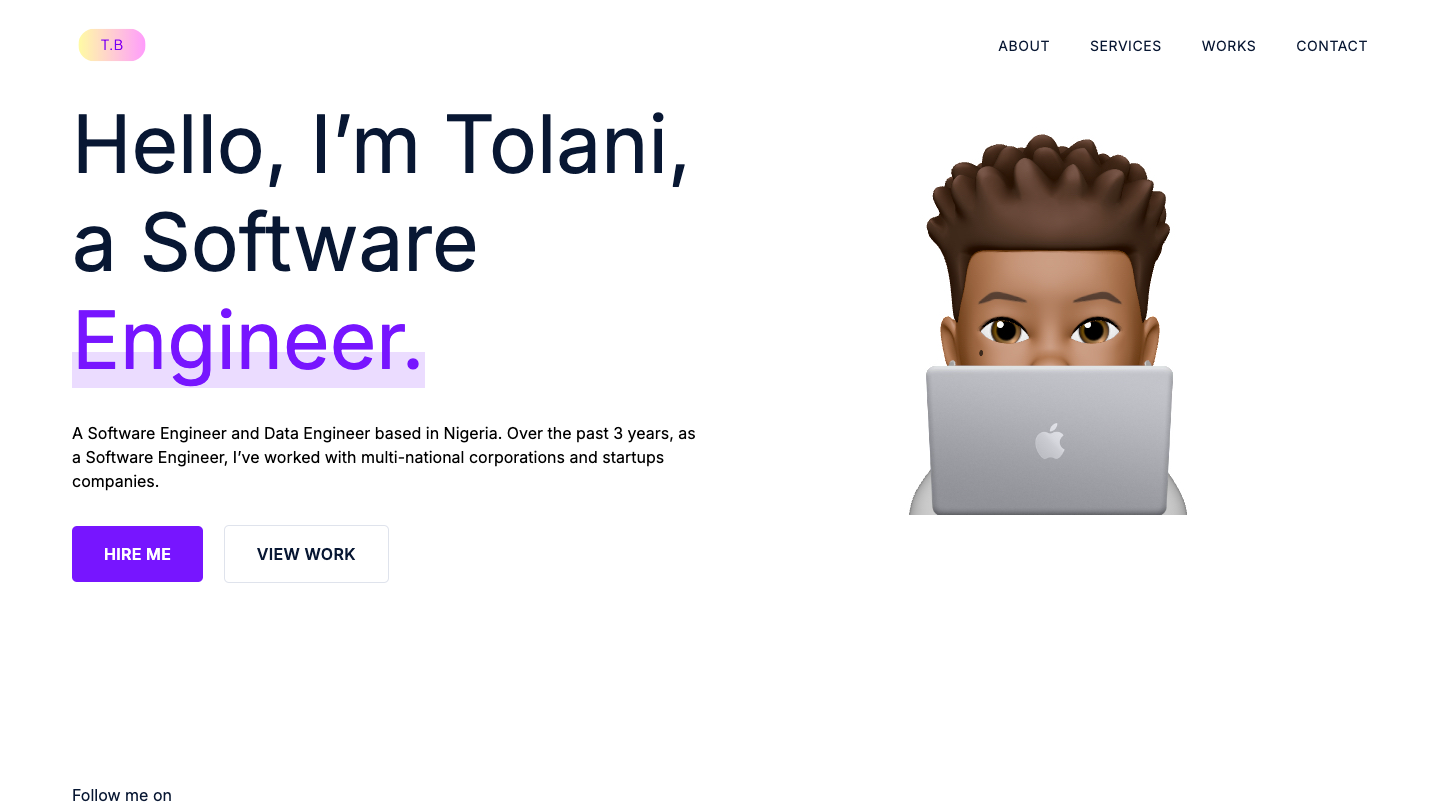 T.B
ABOUT SERVICES WORKS CONTACT
Hello, I’m Tolani,
a Software
Engineer.
A Software Engineer and Data Engineer based in Nigeria. Over the past 3 years, as
a Software Engineer, I’ve worked with multi-national corporations and startups
companies.
HIRE ME VIEW WORK
Follow me on